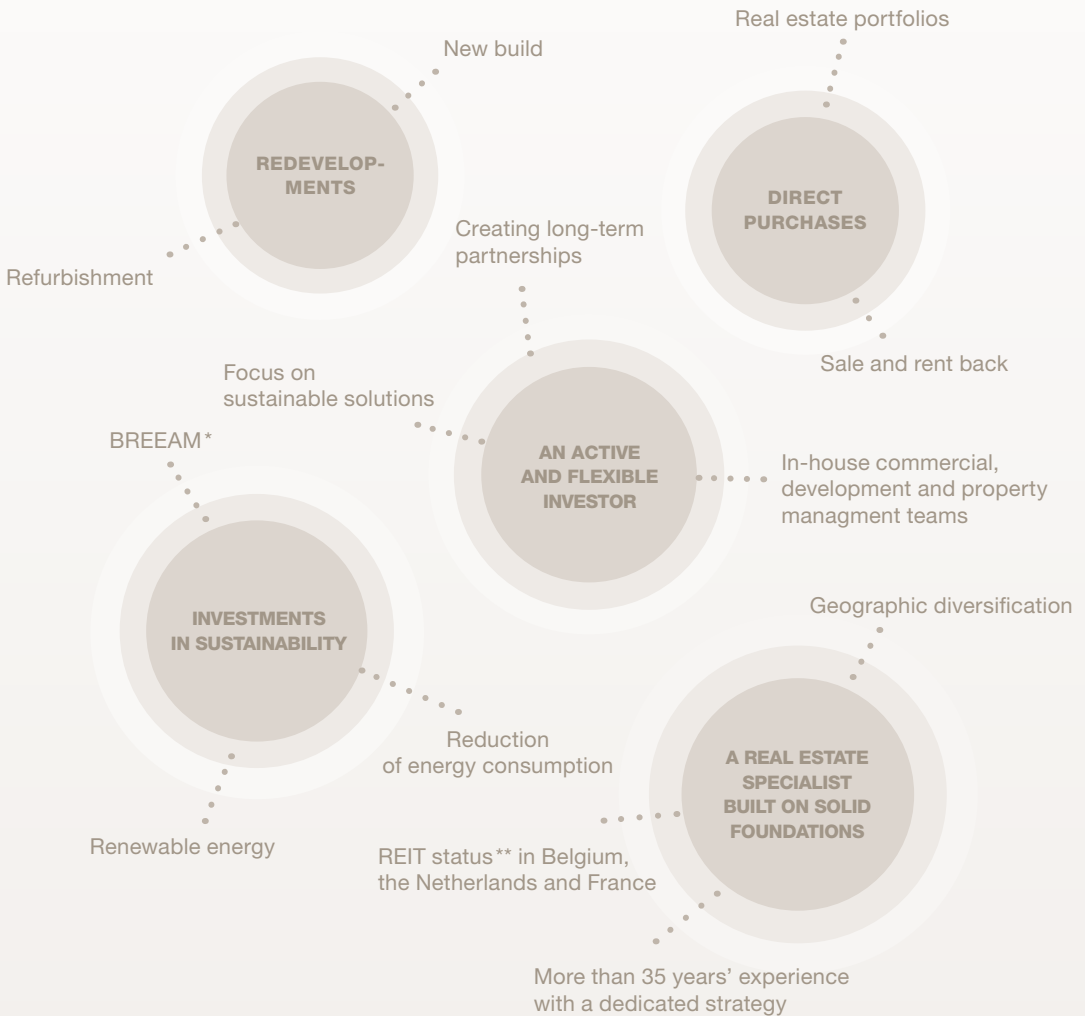 Real estate portfolios
New build
REDEVELOP-
MENTS
DIRECT
PURCHASES
Creating long-term
partnerships
Refurbishment
Sale and rent back
Focus on
sustainable solutions
BREEAM*
AN ACTIVE
AND FLEXIBLE
INVESTOR
In-house commercial,
development and property
managment teams
Geographic diversification
INVESTMENTS
IN SUSTAINABILITY
Reduction
of energy consumption
A REAL ESTATE
SPECIALIST
BUILT ON SOLID
FOUNDATIONS
Renewable energy
REIT status** in Belgium,
the Netherlands and France
More than 35 years’ experience
with a dedicated strategy